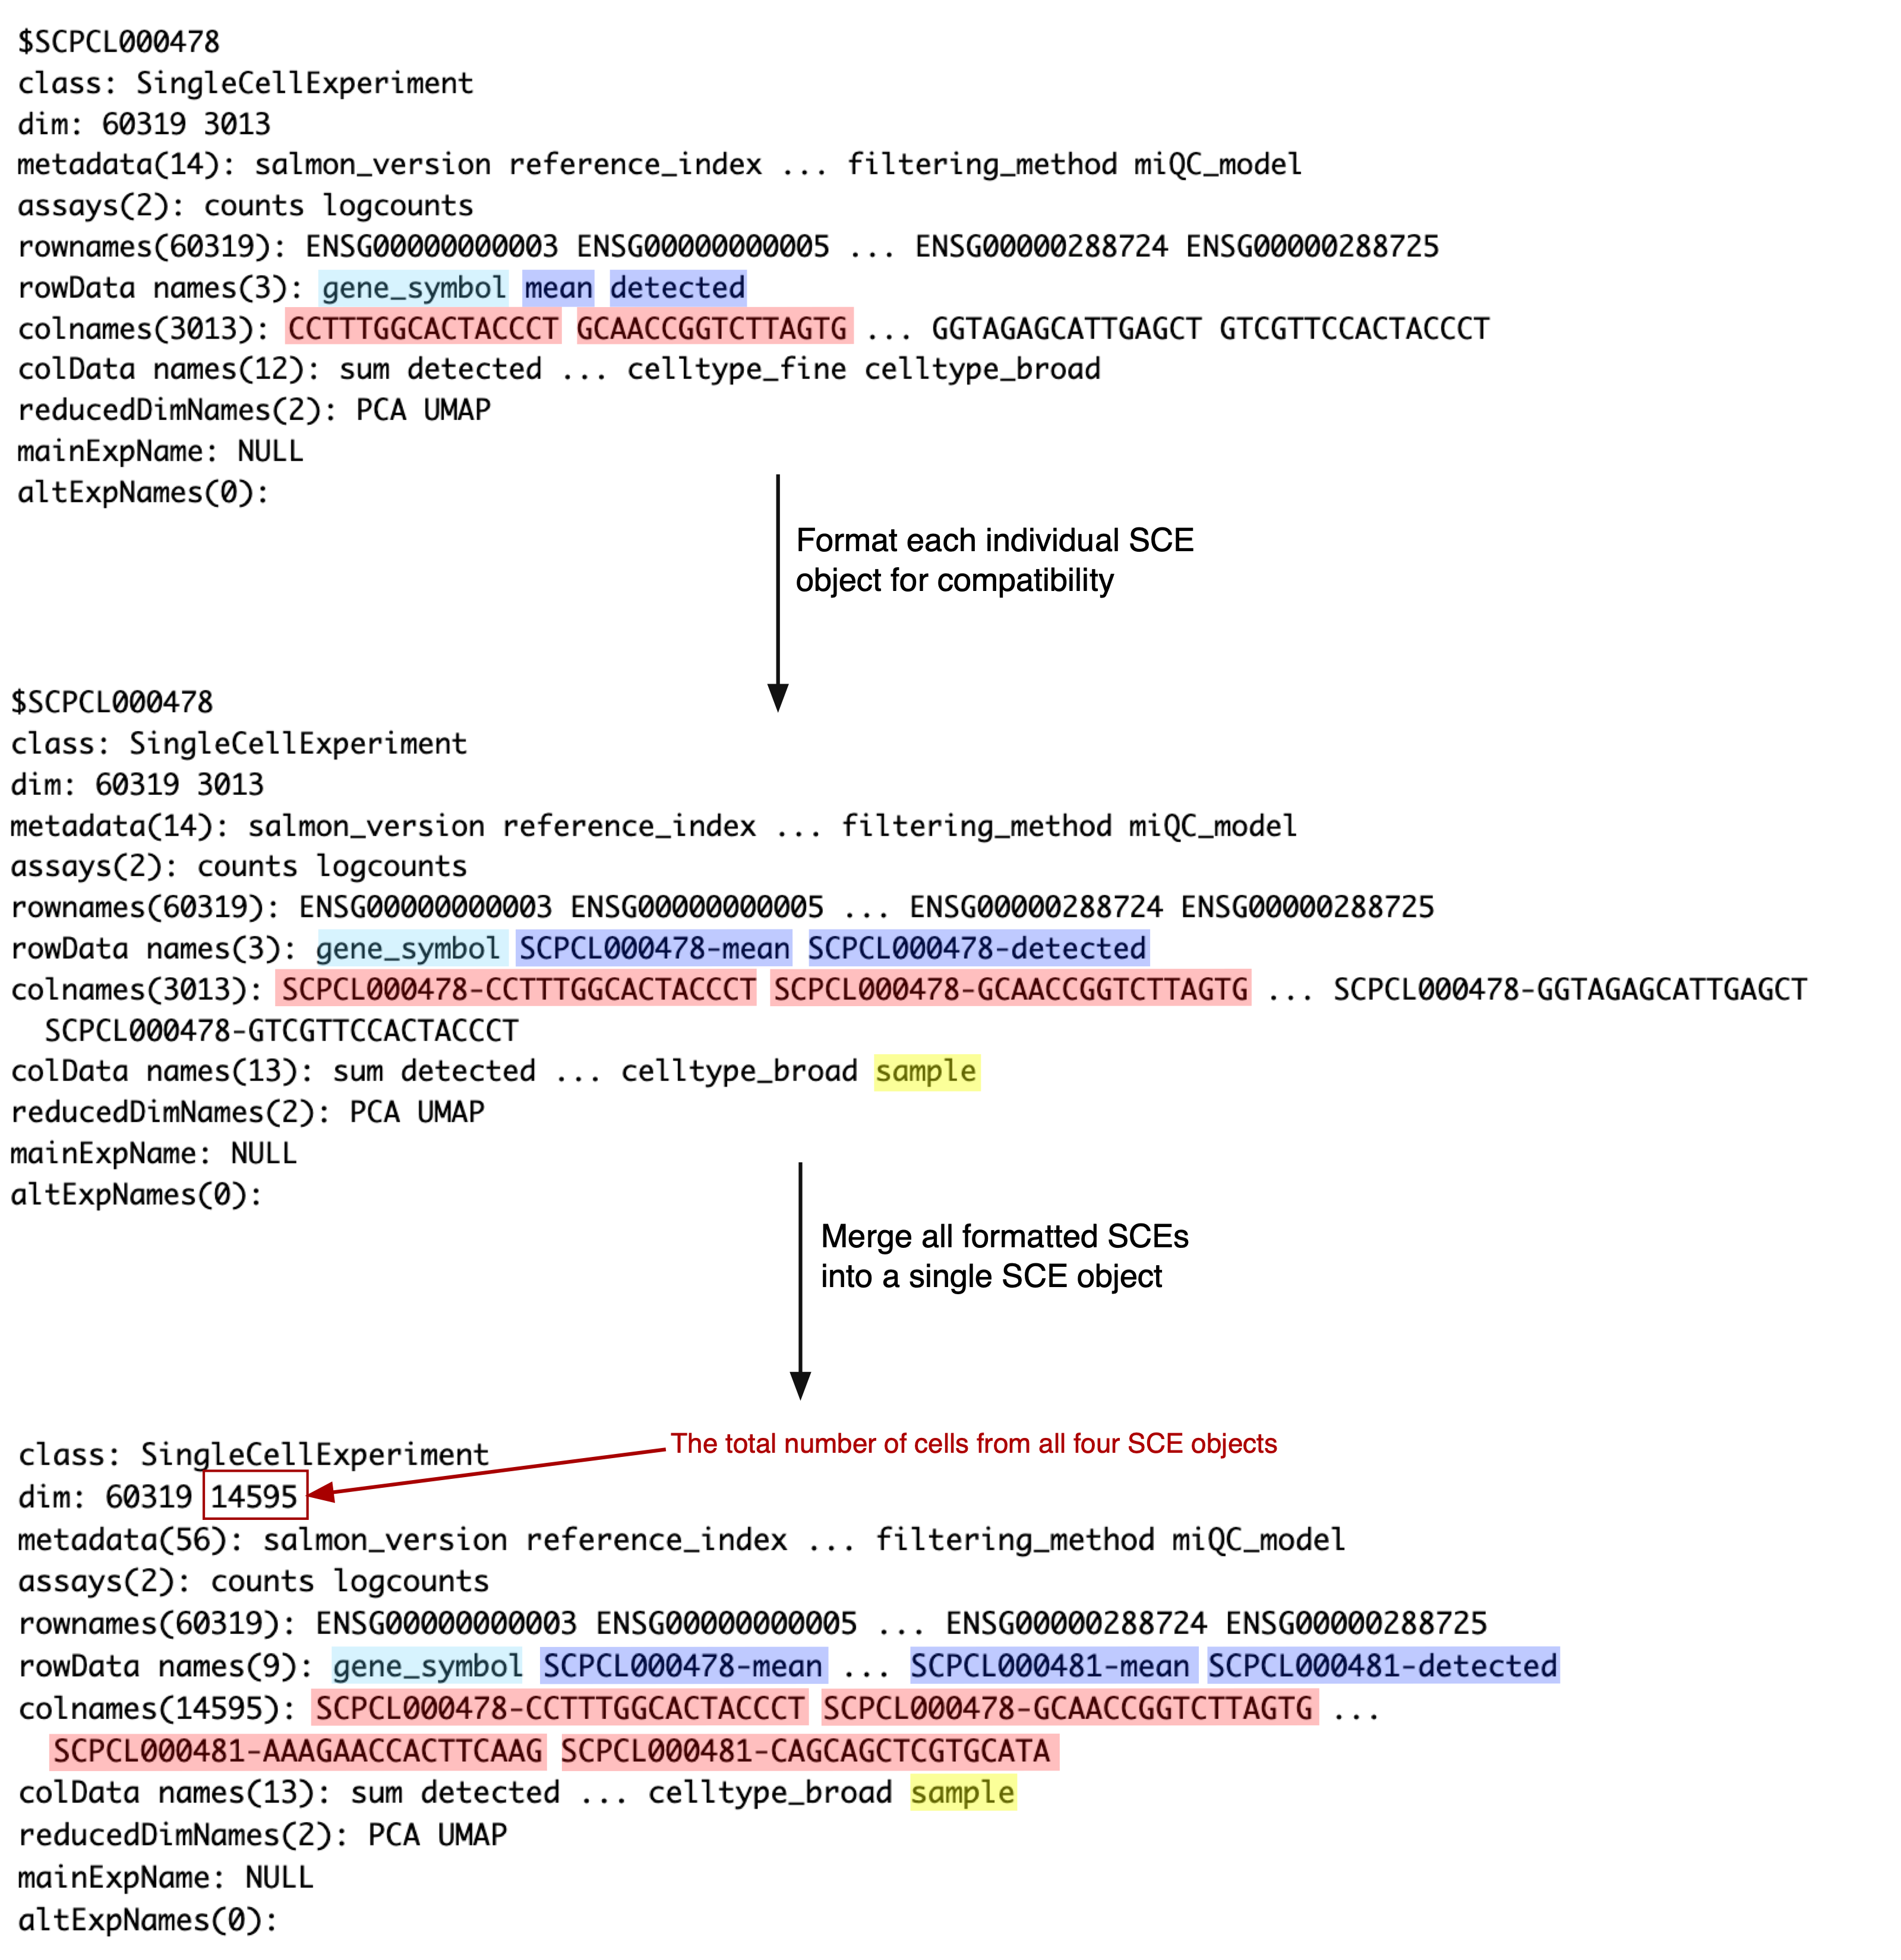 $SCPCL000478
class: SingleCellExperiment
dim: 60319 3013
metadata(14): salmon_version reference_index ... filtering_method miQC_model
assays(2): counts logcounts
rownames(60319): ENSG00000000003 ENSG00000000005 ... ENSG00000288724 ENSG00000288725
rowData names(3): gene_symbol mean detected
colnames(3013): CCTTTGGCACTACCCT GCAACCGGTCTTAGTG ... GGTAGAGCATTGAGCT GTCGTTCCACTACCCT
colData names(12): sum detected ... celltype_fine celltype_broad
reducedDimNames(2): PCA UMAP
mainExpName: NULL
altExpNames(0):
Format each individual SCE
object for compatibility
$SCPCL000478
class: SingleCellExperiment
dim: 60319 3013
metadata(14): salmon_version reference_index ... filtering_method miQC_model
assays(2): counts logcounts
rownames(60319): ENSG00000000003 ENSG00000000005 ... ENSG00000288724 ENSG00000288725
rowData names(3): gene_symbol SCPCL000478-mean SCPCL000478-detected
colnames(3013): SCPCL000478-CCTTTGGCACTACCCT SCPCL000478-GCAACCGGTCTTAGTG ... SCPCL000478-GGTAGAGCATTGAGCT
SCPCL000478-GTCGTTCCACTACCCT
colData names(13): sum detected ... celltype_broad sample
reducedDimNames(2): PCA UMAP
mainExpName: NULL
altExpNames(0):
Merge all formatted SCEs
into a single SCE object
The total number of cells from all four SCE objects
class: SingleCellExperiment
dim: 60319 14595
metadata(56): salmon_version reference_index ... filtering_method miQC_model
assays(2): counts logcounts
rownames(60319): ENSG00000000003 ENSG00000000005 ... ENSG00000288724 ENSG00000288725
rowData names(9): gene_symbol SCPCL000478-mean ... SCPCL000481-mean SCPCL000481-detected
colnames(14595): SCPCL000478-CCTTTGGCACTACCCT SCPCL000478-GCAACCGGTCTTAGTG ...
SCPCL000481-AAAGAACCACTTCAAG SCPCL000481-CAGCAGCTCGTGCATA
colData names(13): sum detected ... celltype_broad sample
reducedDimNames(2): PCA UMAP
mainExpName: NULL
altExpNames(0):